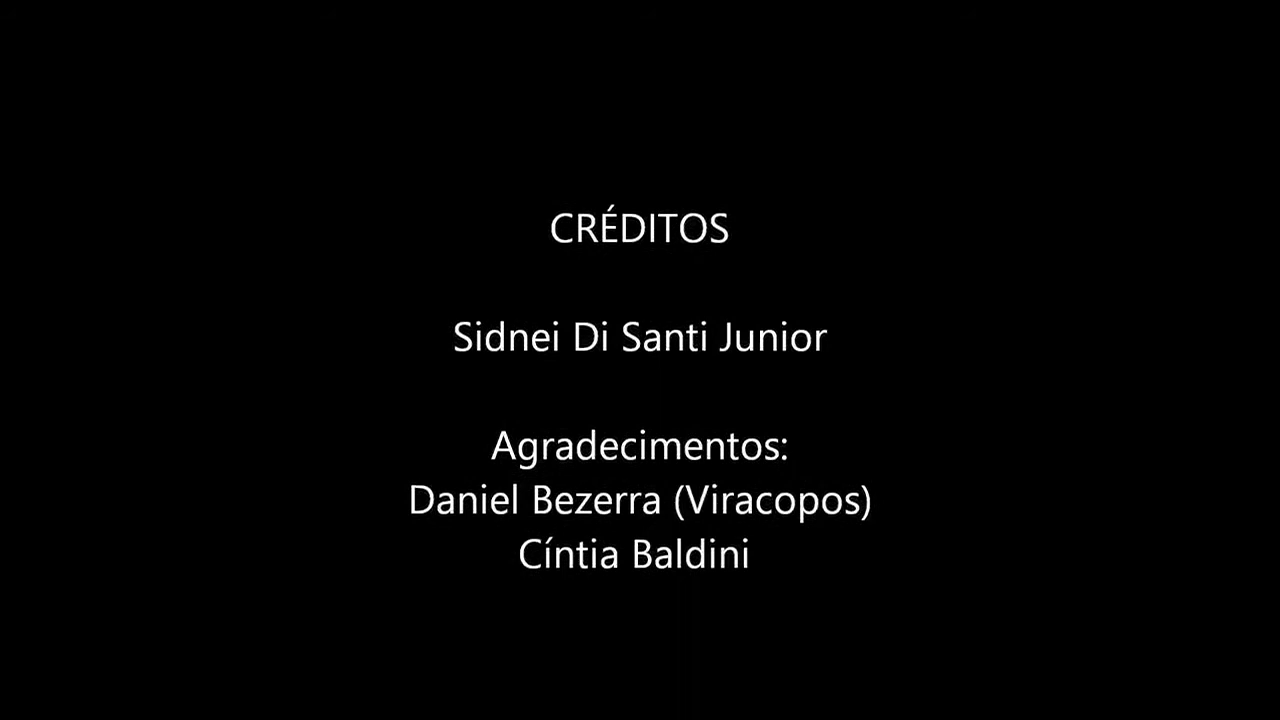 CRÉDITOS
Sidnei Di Santi Junior
Agradecimentos:
Daniel Bezerra (Viracopos)
Cíntia Baldini